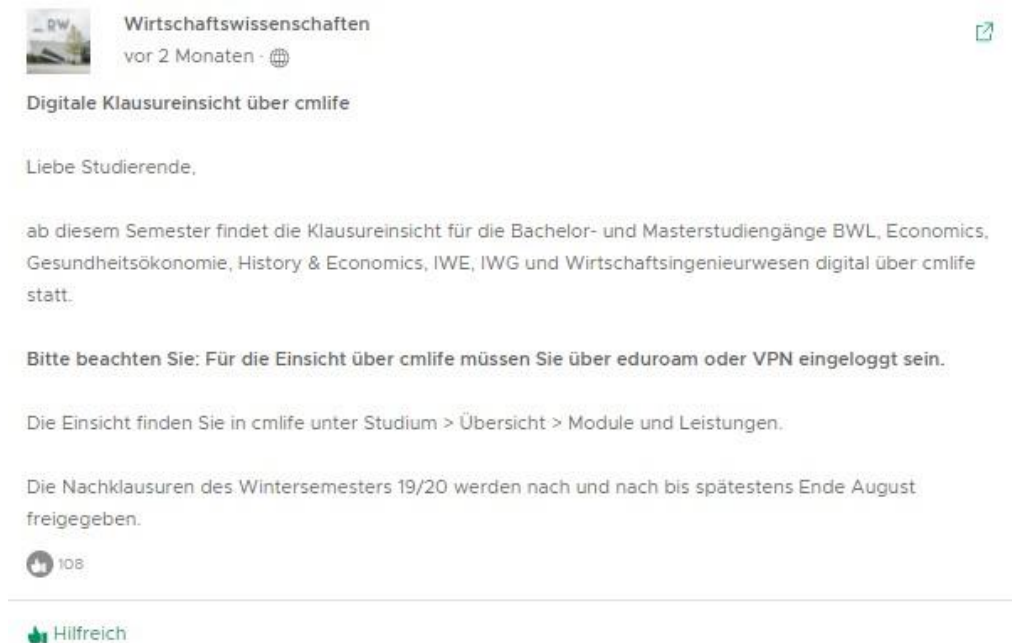 RW
Wirtschaftswissenschaften
vor 2 Monaten ·
Digitale Klausureinsicht über cmlife
Liebe Studierende,
ab diesem Semester findet die Klausureinsicht für die Bachelor- und Masterstudiengänge BWL, Economics,
Gesundheitsökonomie, History & Economics, IWE, IWG und Wirtschaftsingenieurwesen digital über cmlife
statt.
Bitte beachten Sie: Für die Einsicht über cmlife müssen Sie über eduroam oder VPN eingeloggt sein.
Die Einsicht finden Sie in cmlife unter Studium > Übersicht > Module und Leistungen.
Die Nachklausuren des Wintersemesters 19/20 werden nach und nach bis spätestens Ende August
freigegeben.
108
Hilfreich